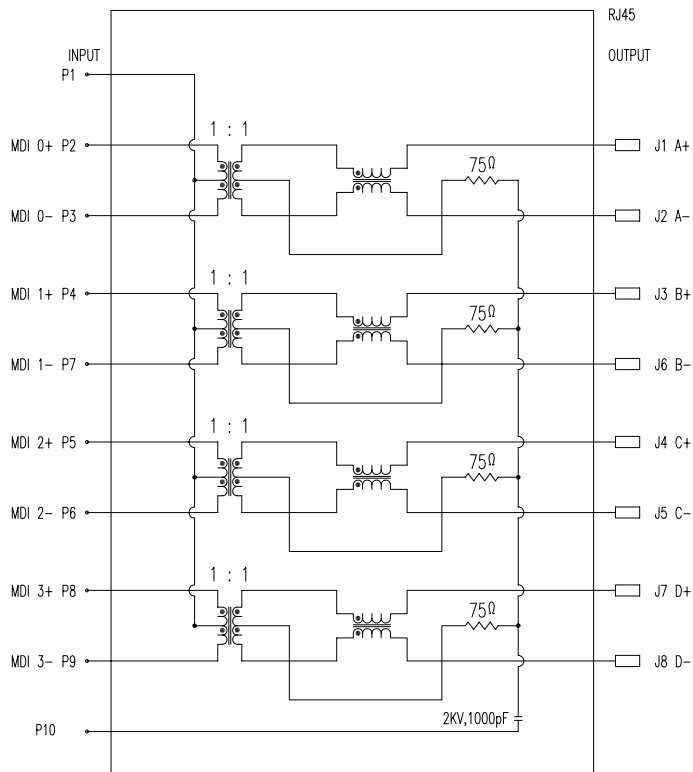 RJ45
INPUT
OUTPUT
P1
1 : 1
MDI 0+ P2
J1 A+
75Ω
MDI 0- P3
J2 A-
1 : 1
MDI 1+ P4
J3 B+
75Ω
MDI 1- P7
J6 B-
1 : 1
MDI 2+ P5
J4 C+
75Ω
MDI 2- P6
J5 C-
1 : 1
MDI 3+ P8
J7 D+
75Ω
MDI 3- P9
J8 D-
2KV,1000pF
P10